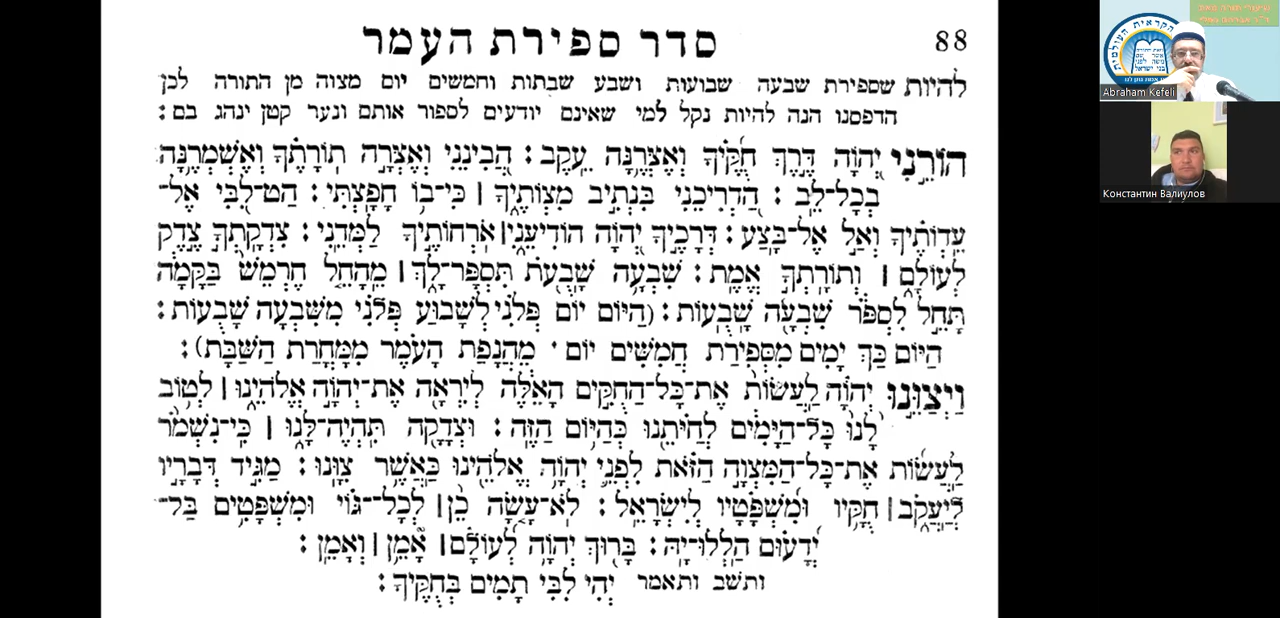 88
סדר ספירת העמר
להיות שספירת שבעה שבועות ושבע שבתות וחמשים יום מצוה מן התורה לכן
הדפסנו הנה להיות נקל למי שאינם יודעים לספור אותם ונער קטן ינהג בם :
הוֹרֵנִי יְהוָה דֶּרֶךְ חֻקֶּיךָ וְאֶצְּרֶנָּה עֵקֶב : הֲבִינֵנִי וְאֶצְּרָה תוֹרָתֶךָ וְאֶשְׁמְרֶנָּה
בְכָל־לֵב : הַדְרִיכֵנִי בִּנְתִיב מִצְוֹתֶיךָ | כִּי־בוֹ חָפָצְתִּי : הַט־לִבִּי אֶל־
עֵדְוֹתֶיךָ וְאַל אֶל־בָּצַע : דְּרָכֶיךָ יְהוָה הוֹדִיעֵנִי | אֹרְחוֹתֶיךָ לַמְּדֵנִי : צִדְקָתְךָ צֶדֶק
לְעוֹלָם | וְתוֹרָתְךָ אֱמֶת : שִׁבְעָה שָׁבֻעֹת תִּסְפָּר־לָךְ | מֵהָחֵל חֶרְמֵשׁ בַּקָּמָה
תָּחֵל לִסְפֹּר שִׁבְעָה שָׁבֻעוֹת : (הַיּוֹם יוֹם פְּלֹנִי לְשָׁבוּעַ פְּלֹנִי מִשִּׁבְעָה שָׁבֻעוֹת :
הַיּוֹם כַּךְ יָמִים מִסְּפִירַת חֲמִשִּׁים יוֹם ' מֵהֲנָפַת הָעֹמֶר מִמָּחֳרַת הַשַּׁבָּת) :
וַיְצַוֵּנוּ יְהוָה לַעֲשׂוֹת אֶת־כָּל־הַחֻקִּים הָאֵלֶּה לְיִרְאָה אֶת־יְהוָה אֱלֹהֵינוּ | לְטוֹב
לָנוּ כָּל־הַיָּמִים לְחַיֹּתֵנוּ כְּהַיּוֹם הַזֶּה : וּצְדָקָה תִּהְיֶה־לָּנוּ | כִּי־נִשְׁמֹר
לַעֲשׂוֹת אֶת־כָּל־הַמִּצְוָה הַזֹּאת לִפְנֵי יְהוָה אֱלֹהֵינוּ כַּאֲשֶׁר צִוָּנוּ : מַגִּיד דְּבָרָיו
לְיַעֲקֹב | חֻקָּיו וּמִשְׁפָּטָיו לְיִשְׂרָאֵל : לֹא־עָשָׂה כֵן | לְכָל־גּוֹי וּמִשְׁפָּטִים בַּל־
יְדָעוּם הַלְלוּ־יָהּ : בָּרוּךְ יְהוָה לְעוֹלָם | אָמֵן | וְאָמֵן :
ותשב ותאמר יְהִי לִבִּי תָמִים בְּחֻקֶּיךָ :
הקראית העולמית
Abraham Kefeli
Константин Валиулов